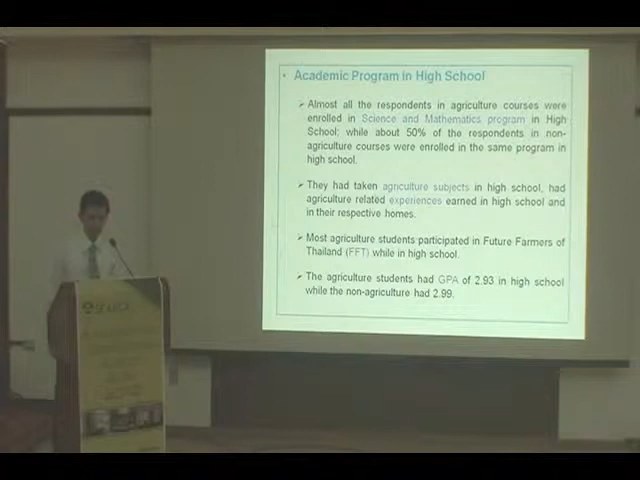 SEARCA
• Academic Program in High School
➢ Almost all the respondents in agriculture courses were
enrolled in Science and Mathematics program in High
School; while about 50% of the respondents in non-
agriculture courses were enrolled in the same program in
high school.
➢ They had taken agriculture subjects in high school, had
agriculture related experiences earned in high school and
in their respective homes.
➢ Most agriculture students participated in Future Farmers of
Thailand (FFT) while in high school.
➢ The agriculture students had GPA of 2.93 in high school
while the non-agriculture had 2.99.